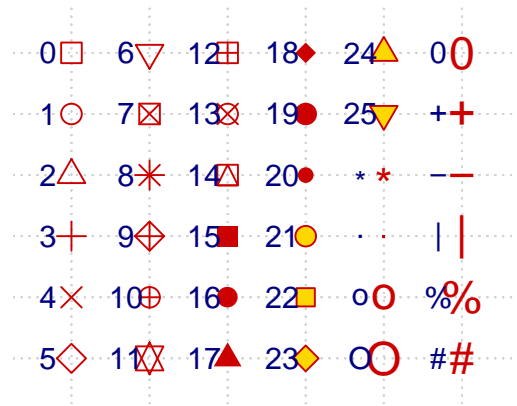 0 6 12 18 24 0 0
1 7 13 19 25 + +
2 8 14 20 * * − −
3 9 15 21 · · | |
4 10 16 22 o o % %
5 11 17 23 O O # #